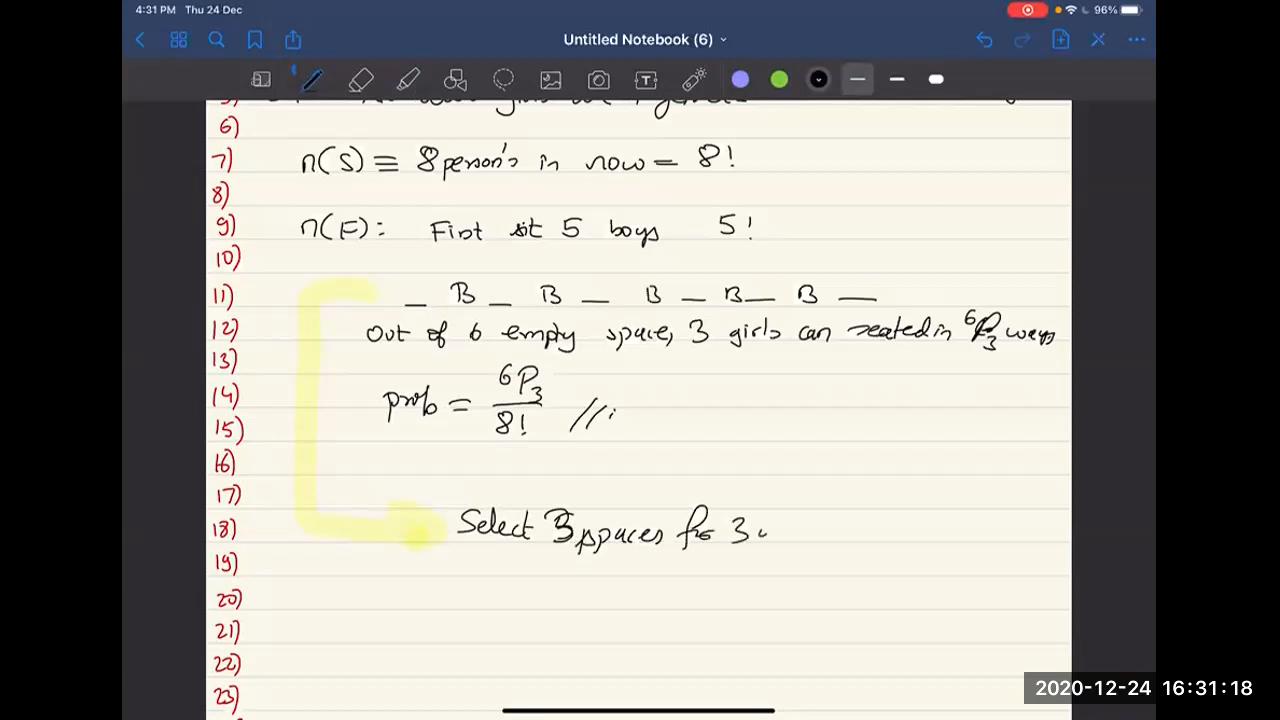 4:31 PM Thu 24 Dec
96%
Untitled Notebook (6)
6)
7) n(S) ≡ 8 person's in row = 8!
8)
9) n(E): First sit 5 boys 5!
10)
11) _ B _ B _ B _ B _ B _
12) Out of 6 empty space, 3 girls can seated in ⁶P₃ ways
13)
14) prob = ⁶P₃ / 8! //
15)
16)
17)
18) Select 3 spaces for 3
19)
20)
21)
22)
23)
2020-12-24 16:31:18